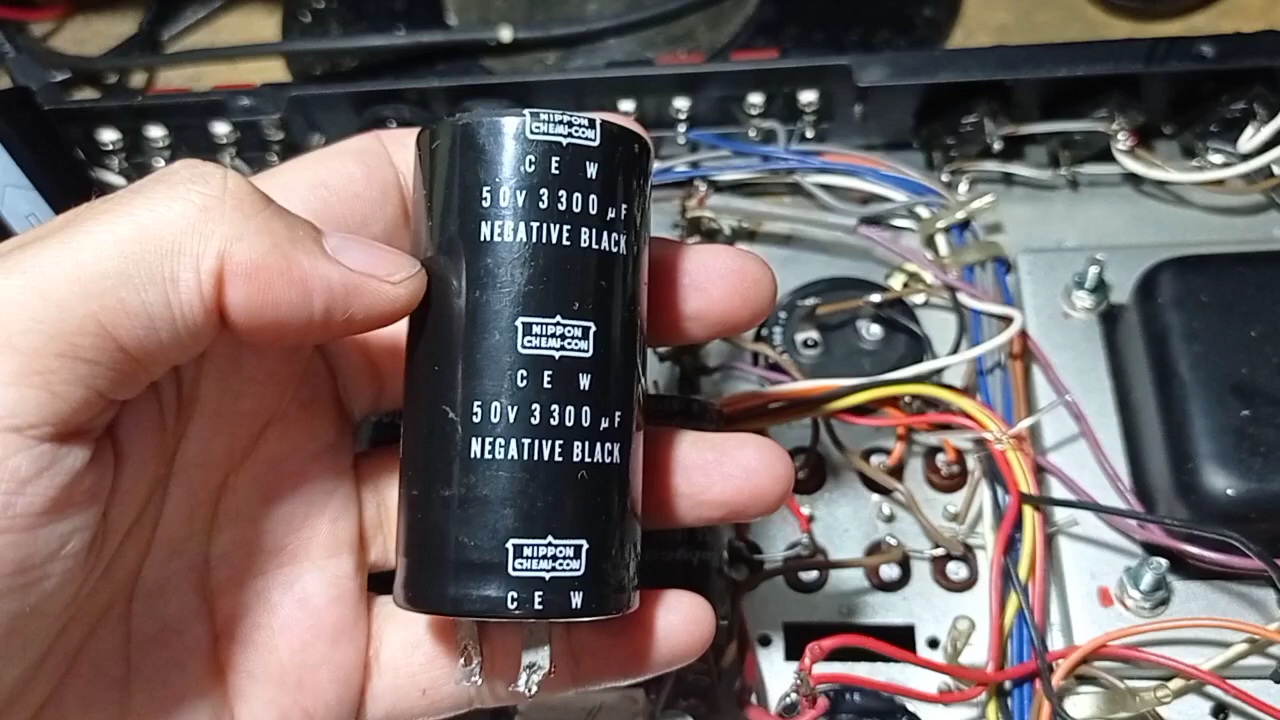 NIPPON
CHEMI-CON
C E W
50V 3300 μF
NEGATIVE BLACK
NIPPON
CHEMI-CON
C E W
50V 3300 μF
NEGATIVE BLACK
NIPPON
CHEMI-CON
C E W